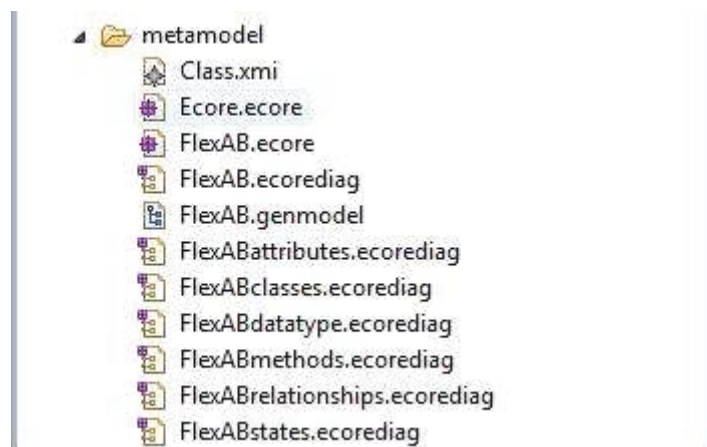 metamodel
Class.xmi
Ecore.ecore
FlexAB.ecore
FlexAB.ecorediag
FlexAB.genmodel
FlexABattributes.ecorediag
FlexABclasses.ecorediag
FlexABdatatype.ecorediag
FlexABmethods.ecorediag
FlexABrelationships.ecorediag
FlexABstates.ecorediag